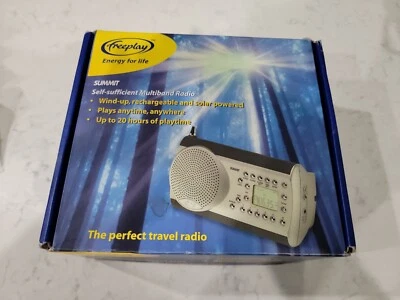 freeplay
Energy for life
SUMMIT
Self-sufficient Multiband Radio
• Wind-up, rechargeable and Solar powered
• Plays anytime, anywhere
• Up to 20 hours of playtime
The perfect travel radio